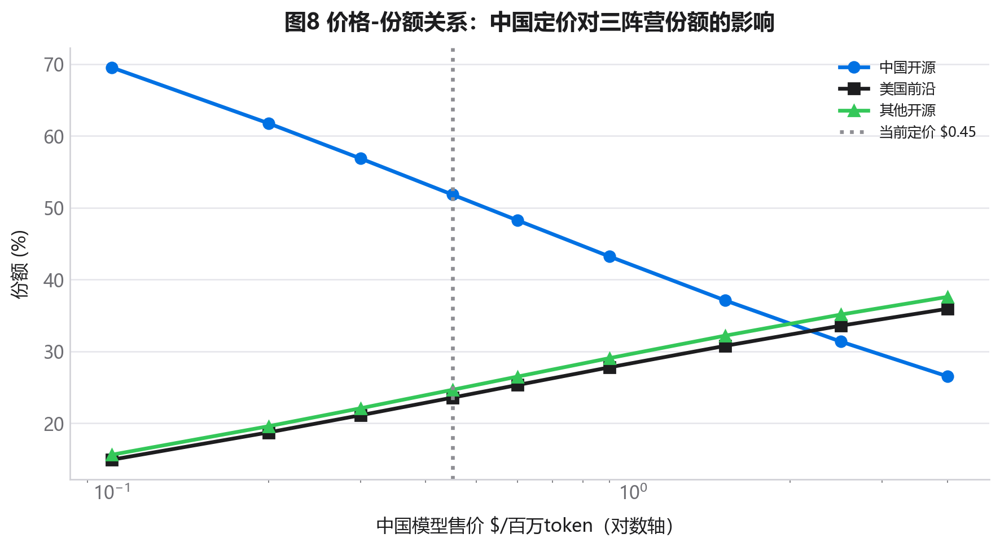 图8 价格-份额关系：中国定价对三阵营份额的影响
中国开源
美国前沿
其他开源
当前定价 $0.45
份额 (%)
70
60
50
40
30
20
10⁻¹
10⁰
中国模型售价 $/百万token（对数轴）